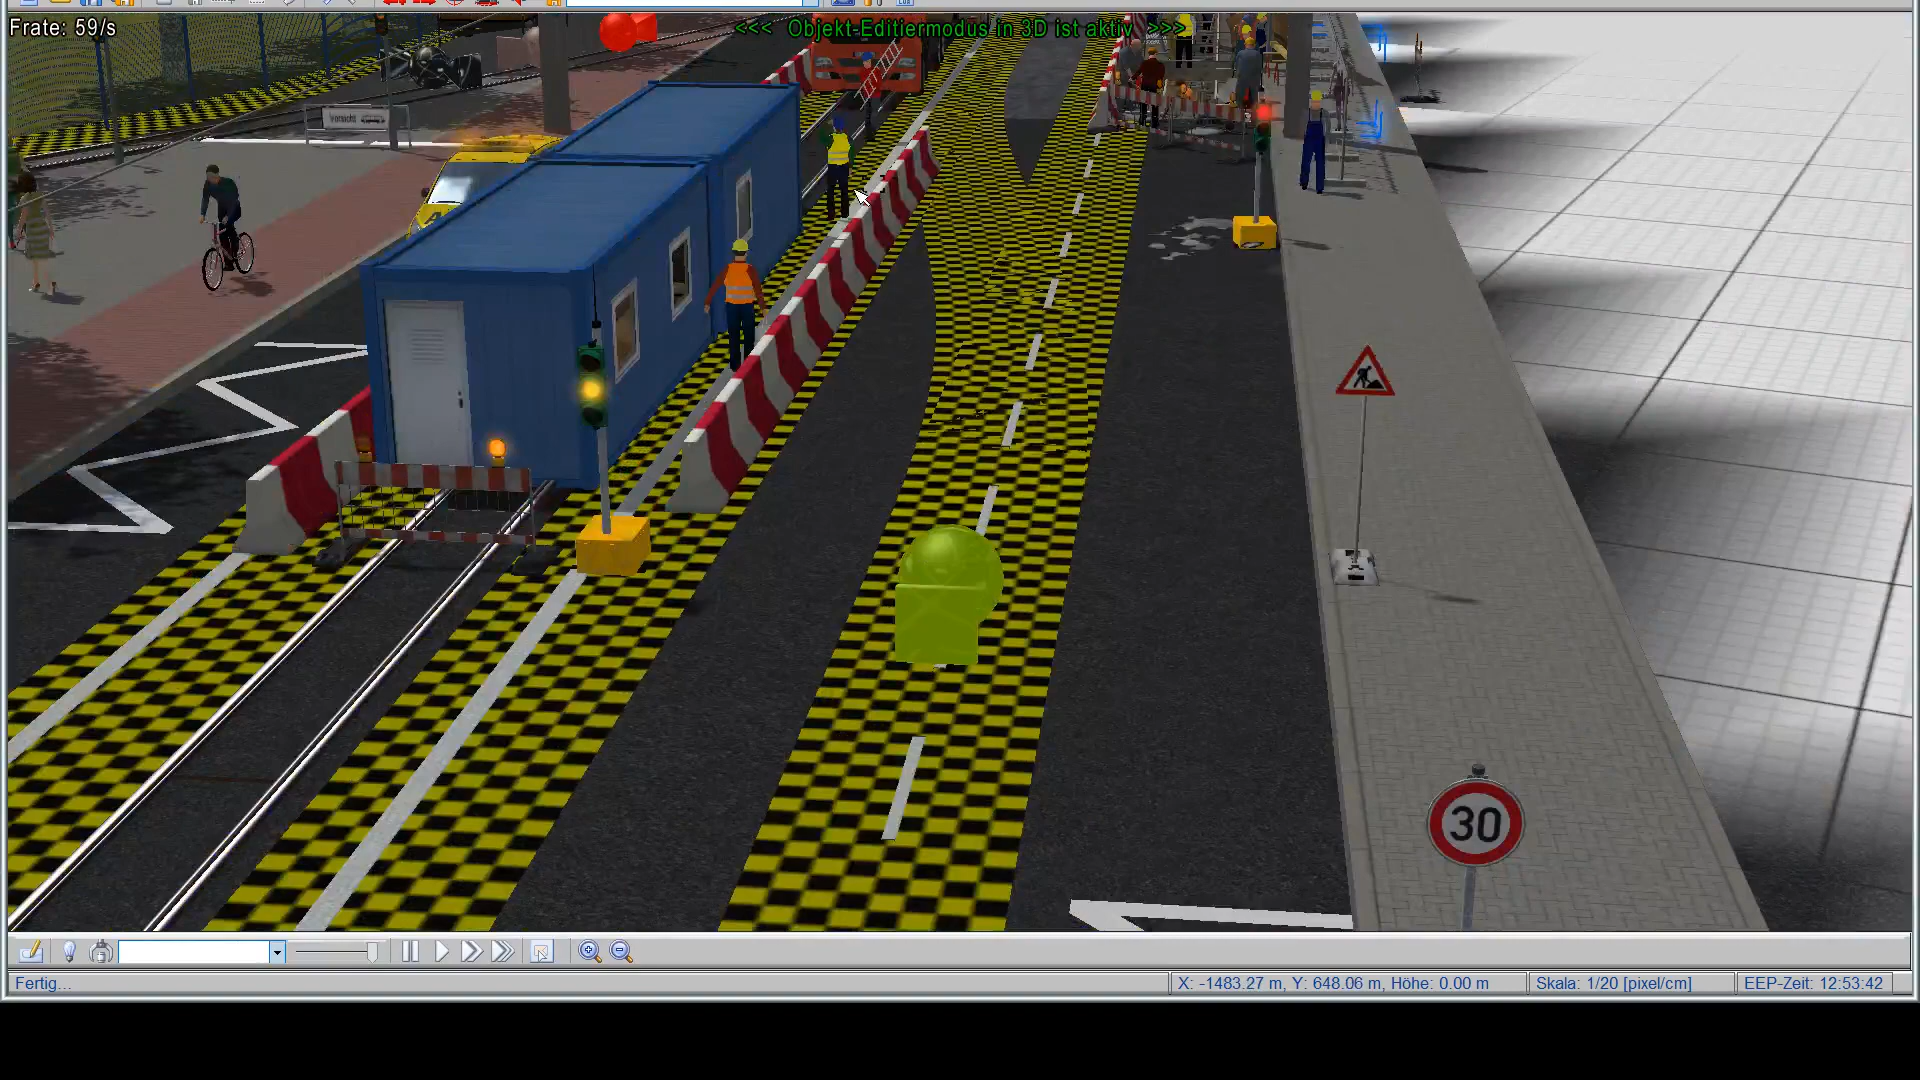 Frate: 59/s
<<< Objekt-Editiermodus in 3D ist aktiv >>>
Vorsicht
30
Fertig...
X: -1483.27 m, Y: 648.06 m, Höhe: 0.00 m
Skala: 1/20 [pixel/cm]
EEP-Zeit: 12:53:42